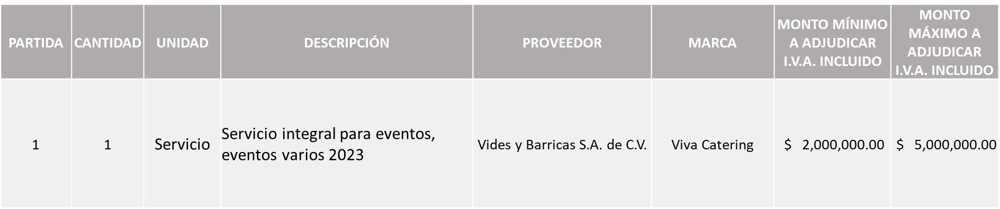 PARTIDA
CANTIDAD
UNIDAD
DESCRIPCIÓN
PROVEEDOR
MARCA
MONTO MÍNIMO
A ADJUDICAR
I.V.A. INCLUIDO
MONTO
MÁXIMO A
ADJUDICAR
I.V.A. INCLUIDO
1
1
Servicio
Servicio integral para eventos,
eventos varios 2023
Vides y Barricas S.A. de C.V.
Viva Catering
$ 2,000,000.00
$ 5,000,000.00